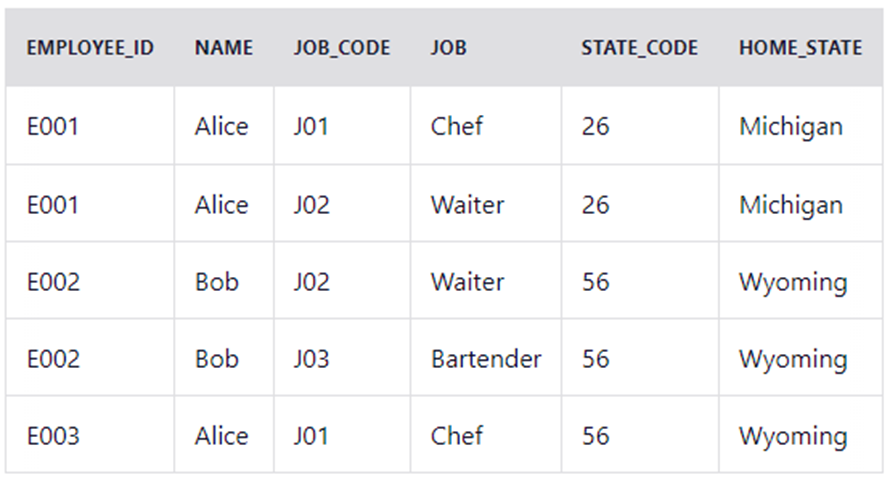 EMPLOYEE_ID NAME JOB_CODE JOB STATE_CODE HOME_STATE
E001 Alice J01 Chef 26 Michigan
E001 Alice J02 Waiter 26 Michigan
E002 Bob J02 Waiter 56 Wyoming
E002 Bob J03 Bartender 56 Wyoming
E003 Alice J01 Chef 56 Wyoming